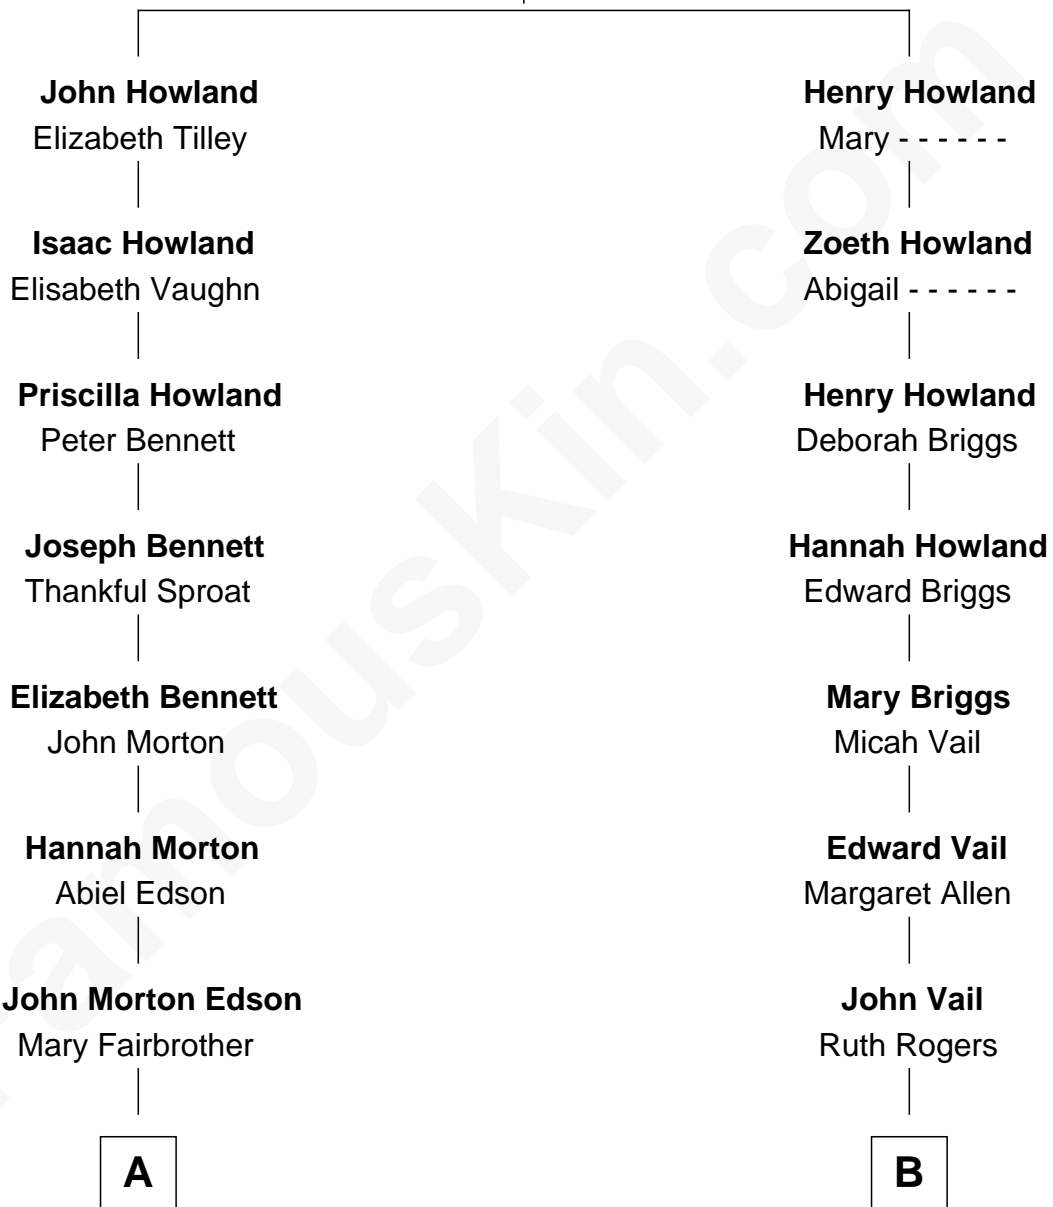 John Howland
Elizabeth Tilley
Isaac Howland
Elisabeth Vaughn
Priscilla Howland
Peter Bennett
Joseph Bennett
Thankful Sproat
Elizabeth Bennett
John Morton
Hannah Morton
Abiel Edson
John Morton Edson
Mary Fairbrother
A
Henry Howland
Mary - - - - - -
Zoeth Howland
Abigail - - - - - -
Henry Howland
Deborah Briggs
Hannah Howland
Edward Briggs
Mary Briggs
Micah Vail
Edward Vail
Margaret Allen
John Vail
Ruth Rogers
B
FamousKin.com